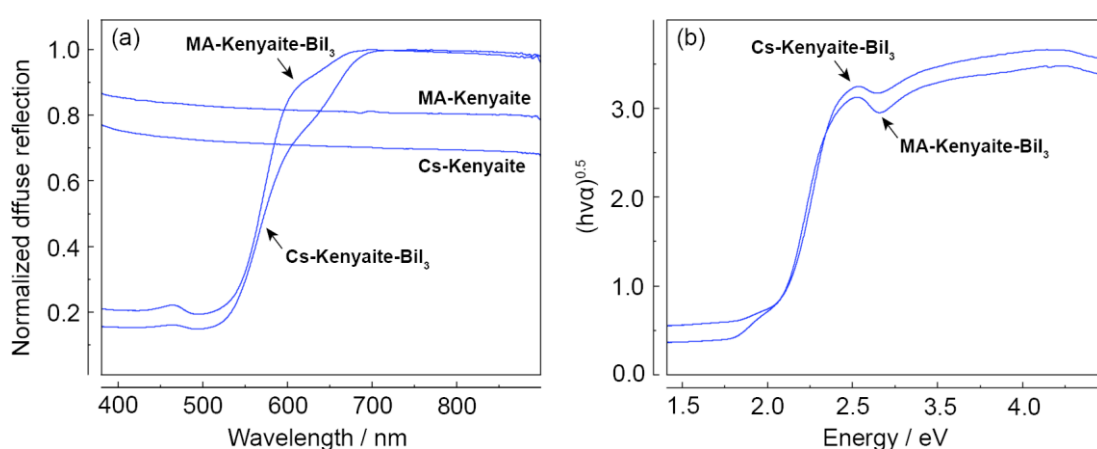 (a)
MA-Kenyaite-BiI3
MA-Kenyaite
Cs-Kenyaite
Cs-Kenyaite-BiI3
Normalized dffuse reflection
1.0
0.8
0.6
0.4
0.2
400 500 600 700 800
Wavelength / nm
(b)
Cs-Kenyaite-BiI3
MA-Kenyaite-BiI3
(hvα)0.5
3.0
2.0
1.0
0.0
1.5 2.0 2.5 3.0 3.5 4.0
Energy / eV